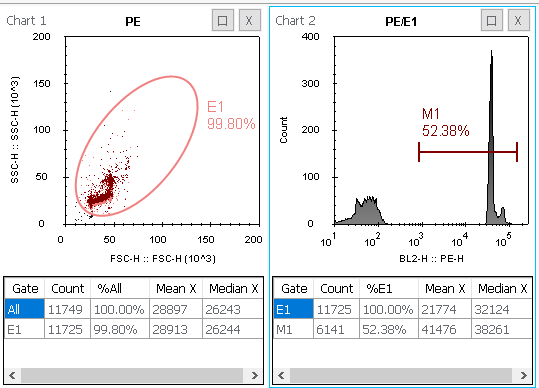 Chart 1
PE
X
200
150
100
50
0
SSC-H :: SSC-H (10^3)
E1
99.80%
0 50 100 150 200
FSC-H :: FSC-H (10^3)
Gate Count %All Mean X Median X
All 11749 100.00% 28897 26243
E1 11725 99.80% 28913 26244
Chart 2
PE/E1
X
400
300
200
100
0
Count
M1
52.38%
10^1 10^2 10^3 10^4 10^5
BL2-H :: PE-H
Gate Count %E1 Mean X Median X
E1 11725 100.00% 21774 32124
M1 6141 52.38% 41476 38261